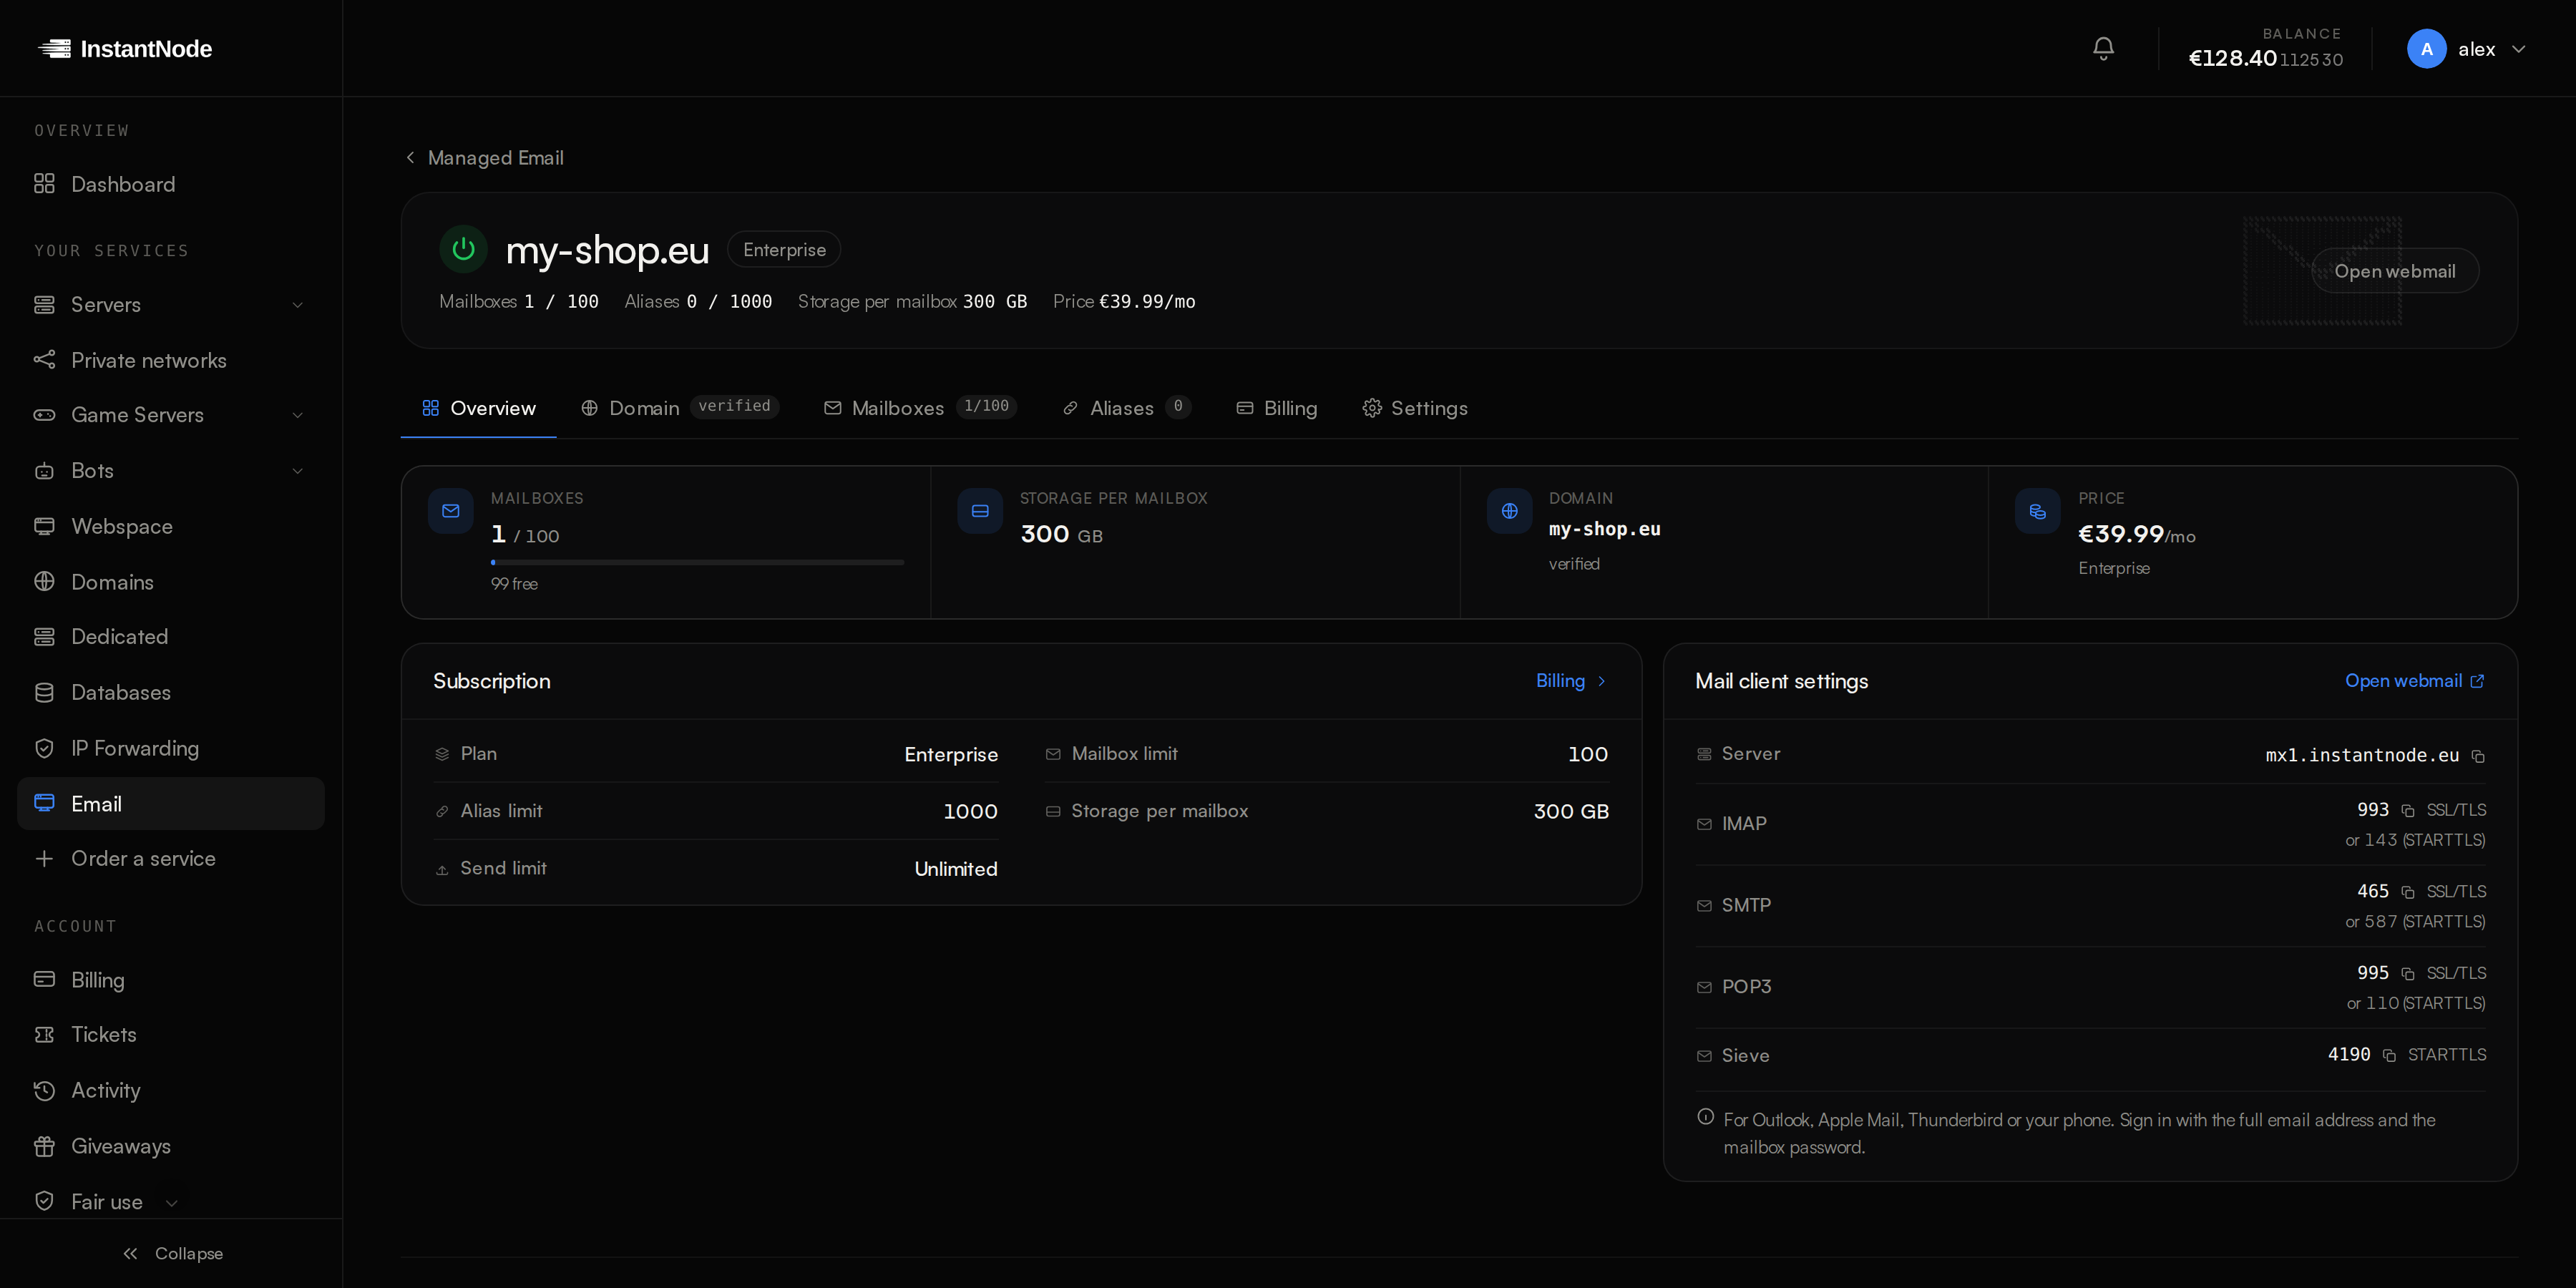 InstantNode
BALANCE
€128.40 112530
A alex
OVERVIEW
Dashboard
YOUR SERVICES
Servers
Private networks
Game Servers
Bots
Webspace
Domains
Dedicated
Databases
IP Forwarding
Email
Order a service
ACCOUNT
Billing
Tickets
Activity
Giveaways
Fair use
Collapse
Managed Email
my-shop.eu Enterprise
Mailboxes 1 / 100 Aliases 0 / 1000 Storage per mailbox 300 GB Price €39.99/mo
Open webmail
Overview Domain verified Mailboxes 1/100 Aliases 0 Billing Settings
MAILBOXES
1 / 100
99 free
STORAGE PER MAILBOX
300 GB
DOMAIN
my-shop.eu
verified
PRICE
€39.99/mo
Enterprise
Subscription Billing
Plan Enterprise
Mailbox limit 100
Alias limit 1000
Storage per mailbox 300 GB
Send limit Unlimited
Mail client settings Open webmail
Server mx1.instantnode.eu
IMAP 993 SSL/TLS
or 143 (STARTTLS)
SMTP 465 SSL/TLS
or 587 (STARTTLS)
POP3 995 SSL/TLS
or 110 (STARTTLS)
Sieve 4190 STARTTLS
For Outlook, Apple Mail, Thunderbird or your phone. Sign in with the full email address and the
mailbox password.